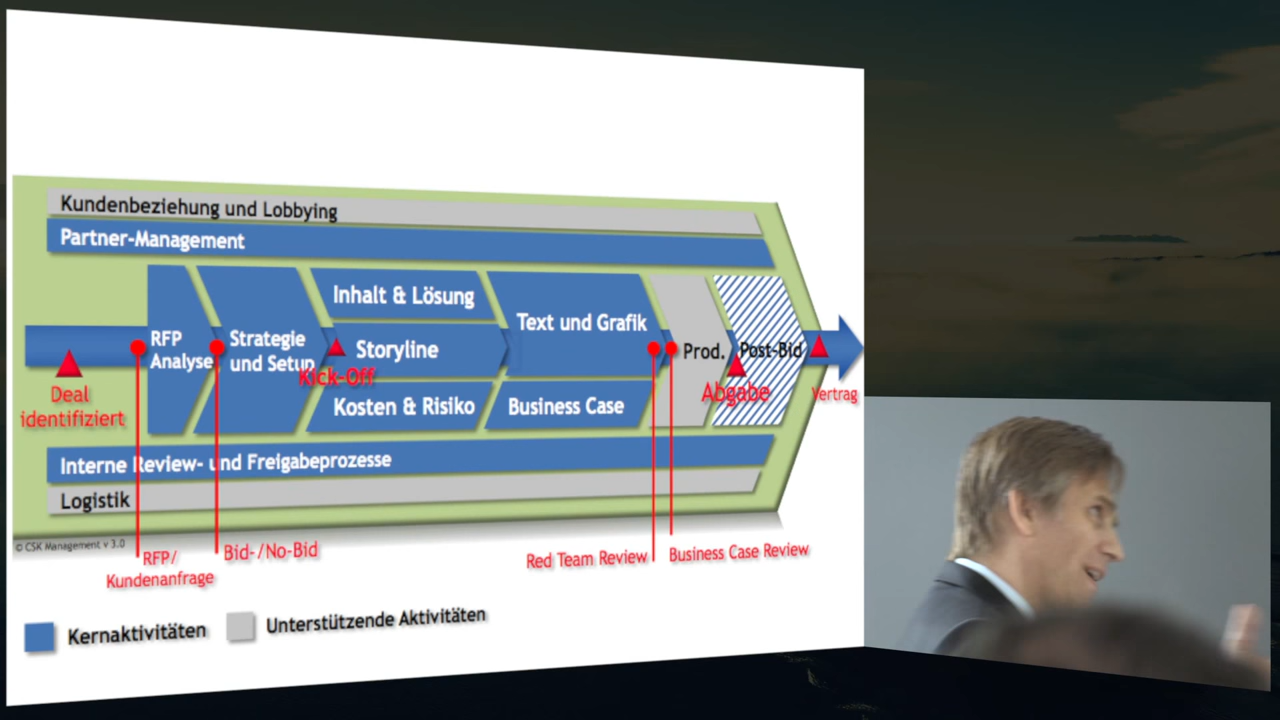 Kundenbeziehung und Lobbying
Partner-Management
RFP
Analyse
Strategie
und Setup
Inhalt & Lösung
Storyline
Kosten & Risiko
Text und Grafik
Business Case
Prod.
Post-Bid
Deal
identifiziert
Kick-Off
Abgabe
Vertrag
Interne Review- und Freigabeprozesse
Logistik
© CSK Management v 3.0
RFP/
Kundenanfrage
Bid-/No-Bid
Red Team Review
Business Case Review
Kernaktivitäten
Unterstützende Aktivitäten